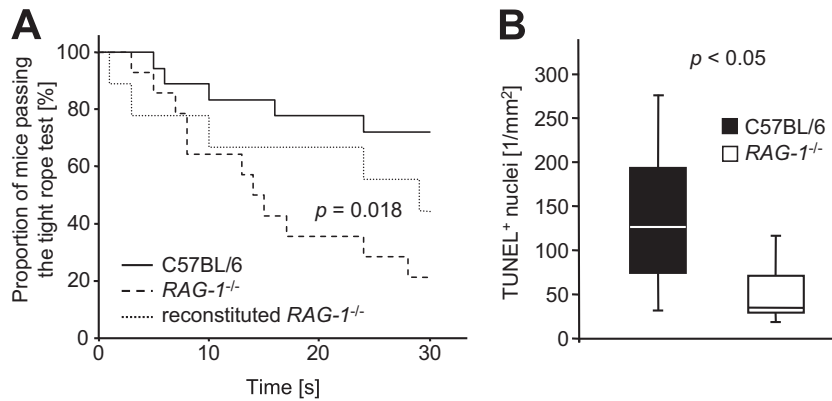 A
Proportion of mice passing
the tight rope test [%]
100
80
60
40
20
0
p = 0.018
C57BL/6
RAG-1-/-
reconstituted RAG-1-/-
0
10
20
30
Time [s]
B
TUNEL+ nuclei [1/mm²]
300
250
200
150
100
50
0
p < 0.05
C57BL/6
RAG-1-/-